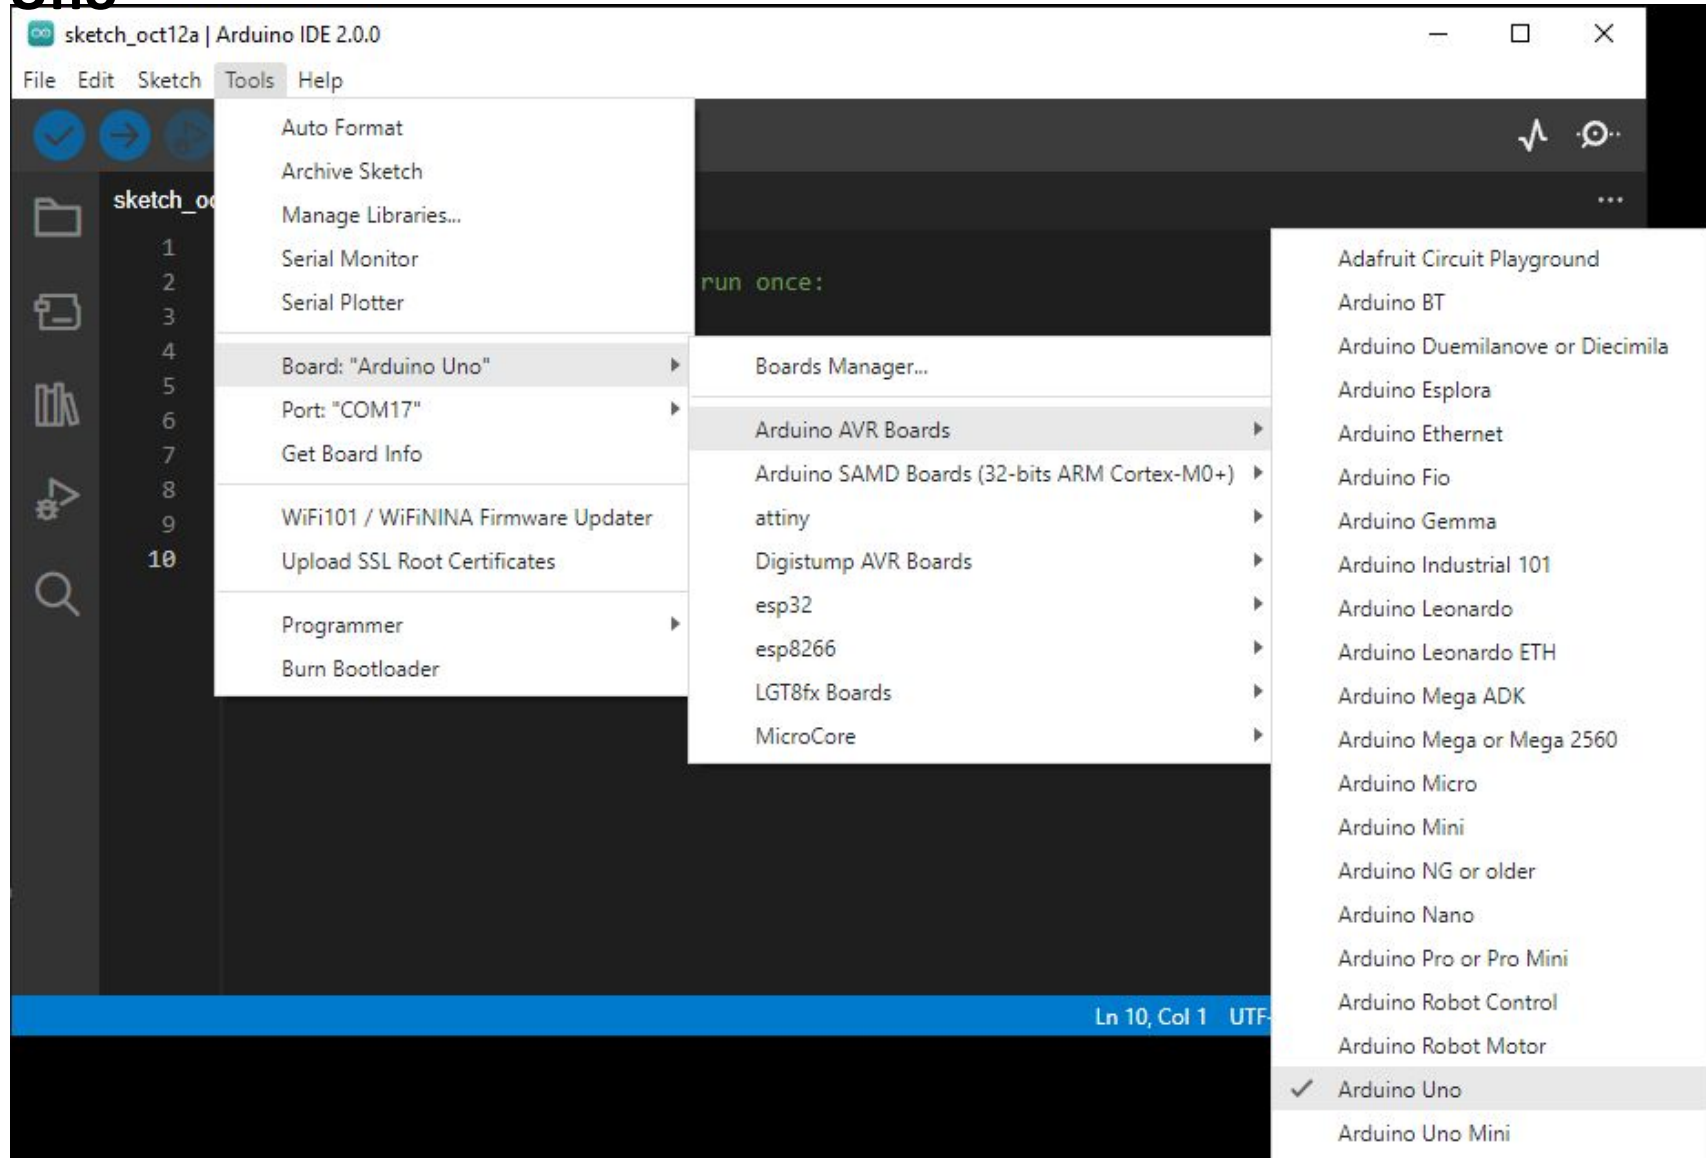 Uno
sketch_oct12a | Arduino IDE 2.0.0
File Edit Sketch Tools Help
sketch_oc
1
2
3
4
5
6
7
8
9
10
run once:
Auto Format
Archive Sketch
Manage Libraries...
Serial Monitor
Serial Plotter
Board: "Arduino Uno"
Port: "COM17"
Get Board Info
WiFi101 / WiFiNINA Firmware Updater
Upload SSL Root Certificates
Programmer
Burn Bootloader
Boards Manager...
Arduino AVR Boards
Arduino SAMD Boards (32-bits ARM Cortex-M0+)
attiny
Digistump AVR Boards
esp32
esp8266
LGT8fx Boards
MicroCore
Adafruit Circuit Playground
Arduino BT
Arduino Duemilanove or Diecimila
Arduino Esplora
Arduino Ethernet
Arduino Fio
Arduino Gemma
Arduino Industrial 101
Arduino Leonardo
Arduino Leonardo ETH
Arduino Mega ADK
Arduino Mega or Mega 2560
Arduino Micro
Arduino Mini
Arduino NG or older
Arduino Nano
Arduino Pro or Pro Mini
Arduino Robot Control
Arduino Robot Motor
Arduino Uno
Arduino Uno Mini
Ln 10, Col 1 UTF-